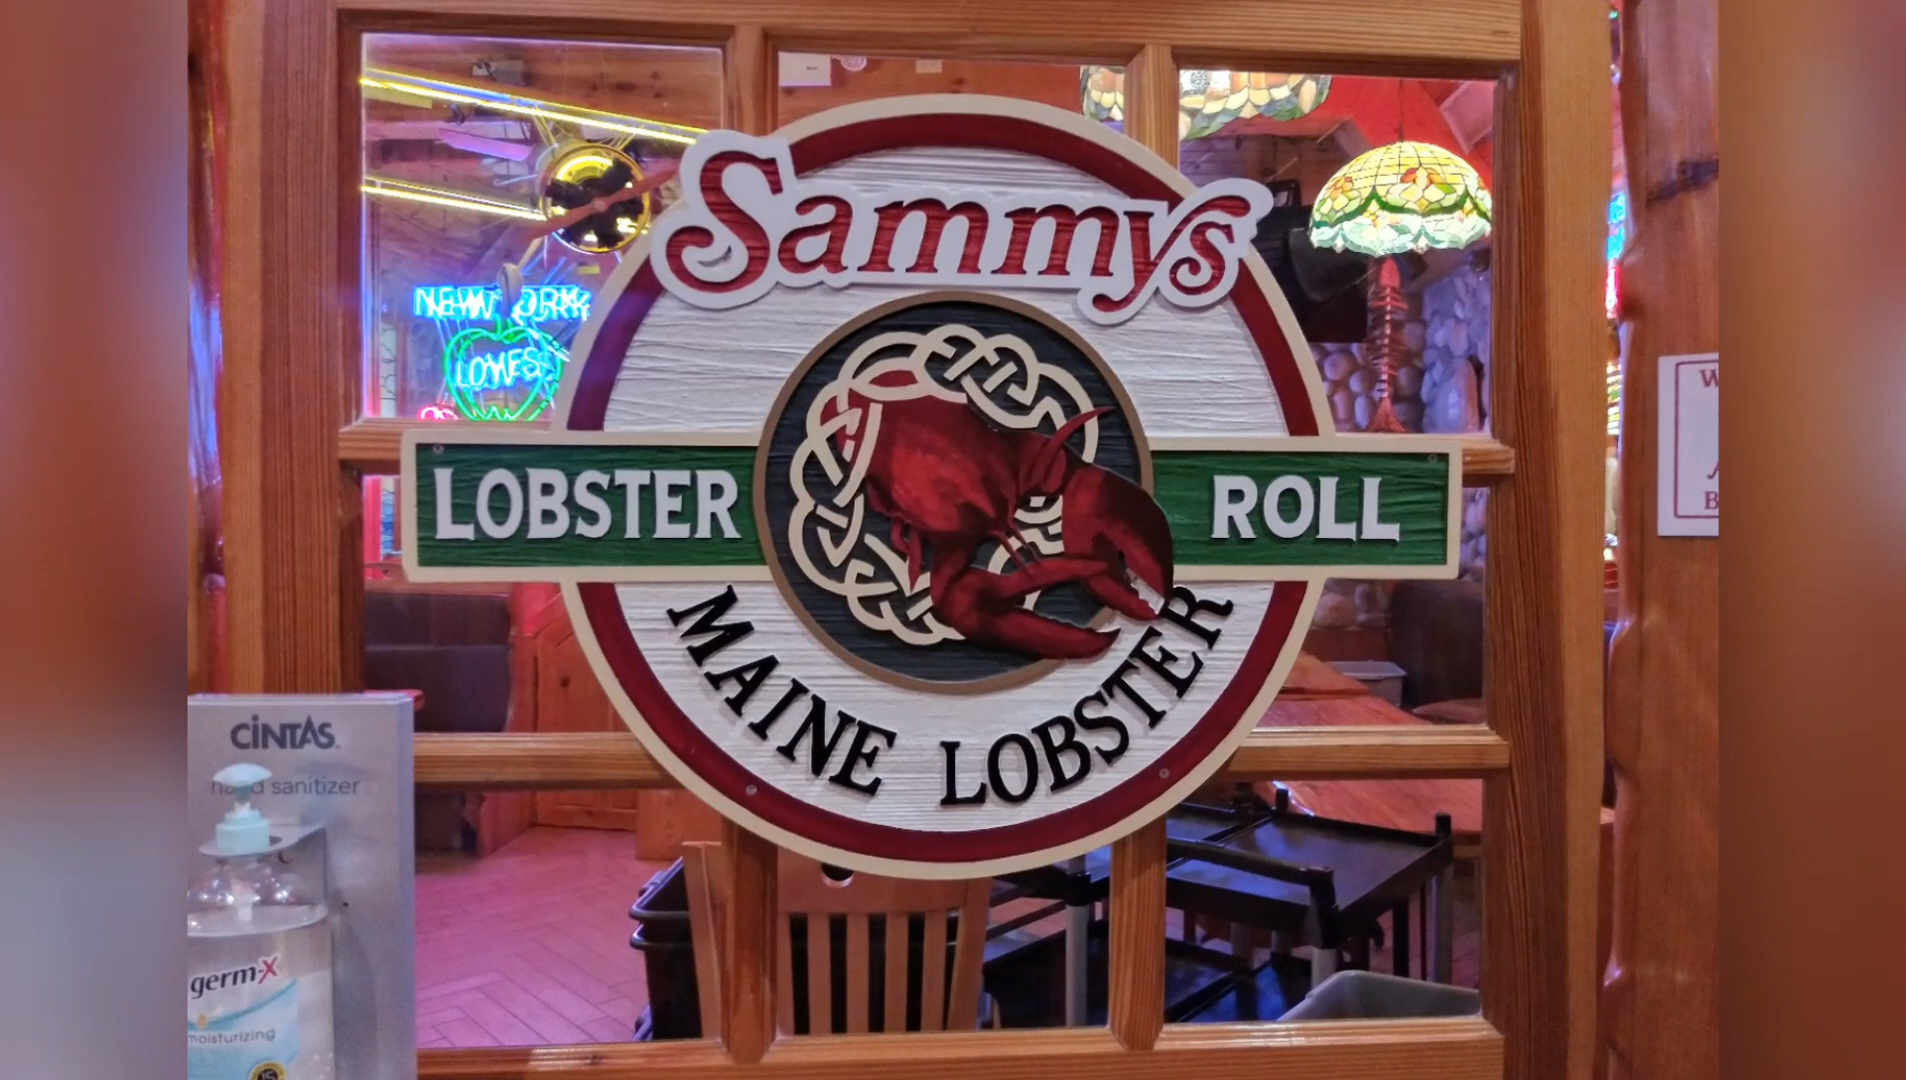 Sammys
LOBSTER ROLL
MAINE LOBSTER
NEW YORK
LOVES
CINTAS
hand sanitizer
germ-x
moisturizing